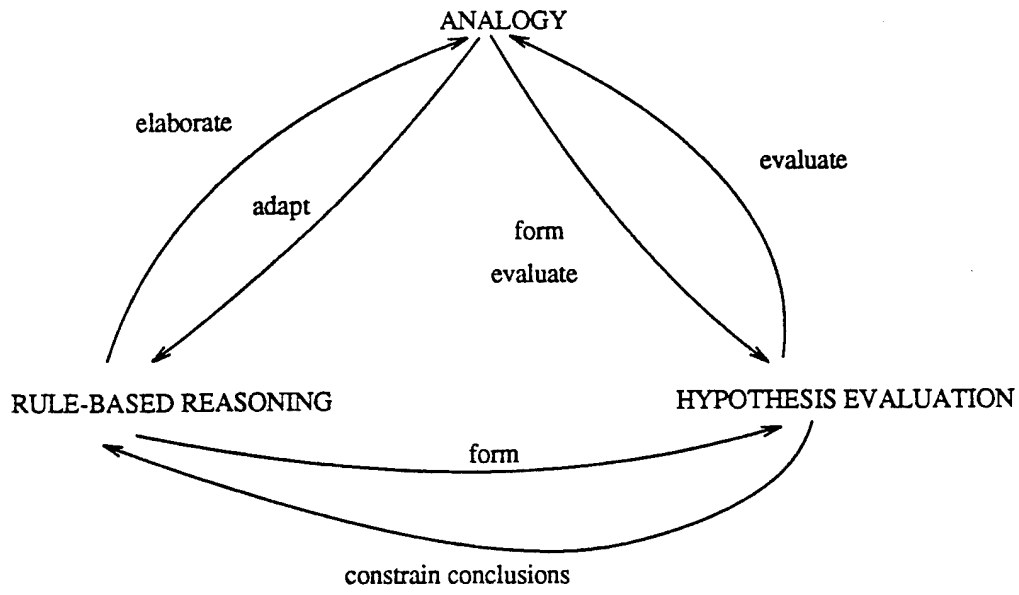 ANALOGY
elaborate
evaluate
adapt
form
evaluate
RULE-BASED REASONING
HYPOTHESIS EVALUATION
form
constrain conclusions